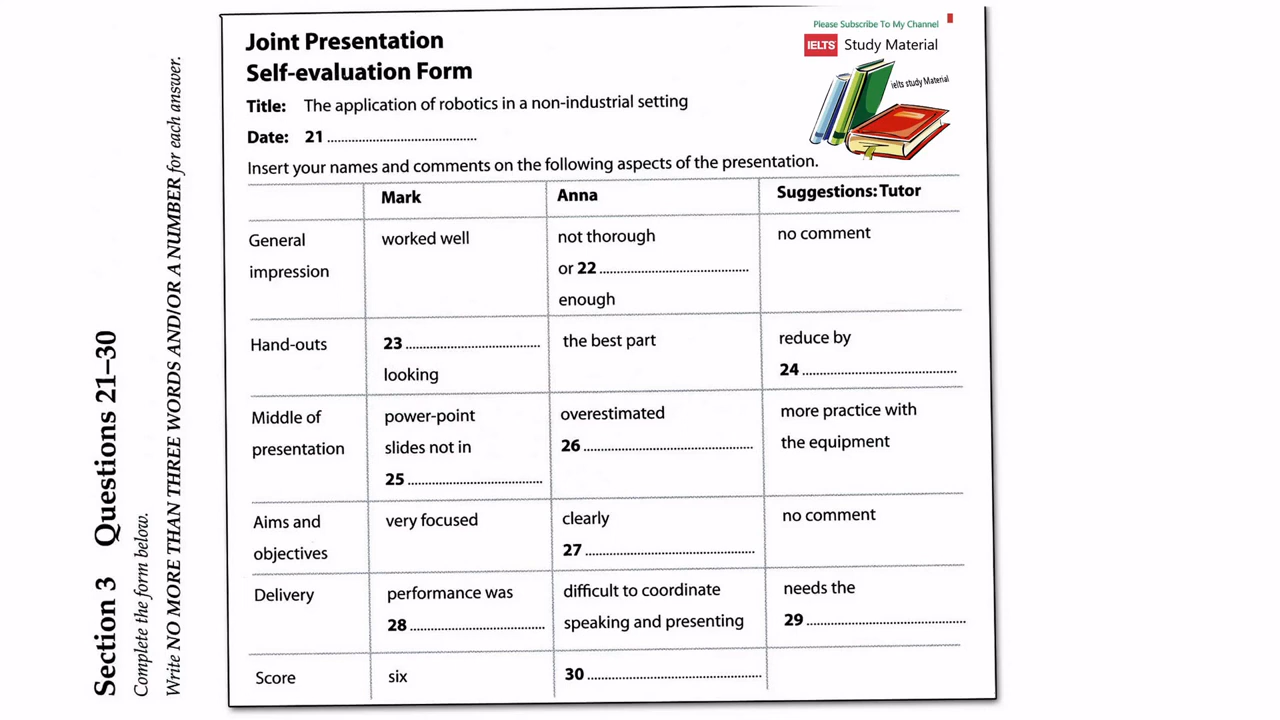 Section 3 Questions 21–30
Complete the form below.
Write NO MORE THAN THREE WORDS AND/OR A NUMBER for each answer.
Joint Presentation
Self-evaluation Form
Please Subscribe To My Channel
IELTS Study Material
ielts study Material
Title: The application of robotics in a non-industrial setting
Date: 21 ........................................
Insert your names and comments on the following aspects of the presentation.
Mark Anna Suggestions: Tutor
General worked well not thorough no comment
impression or 22 ........................................
enough
Hand-outs 23 .................................... the best part reduce by
looking 24 ........................................
Middle of power-point overestimated more practice with
presentation slides not in 26 ............................................. the equipment
25 ....................................
Aims and very focused clearly no comment
objectives 27 .............................................
Delivery performance was difficult to coordinate needs the
28 .................................... speaking and presenting 29 ........................................
Score six 30 .............................................